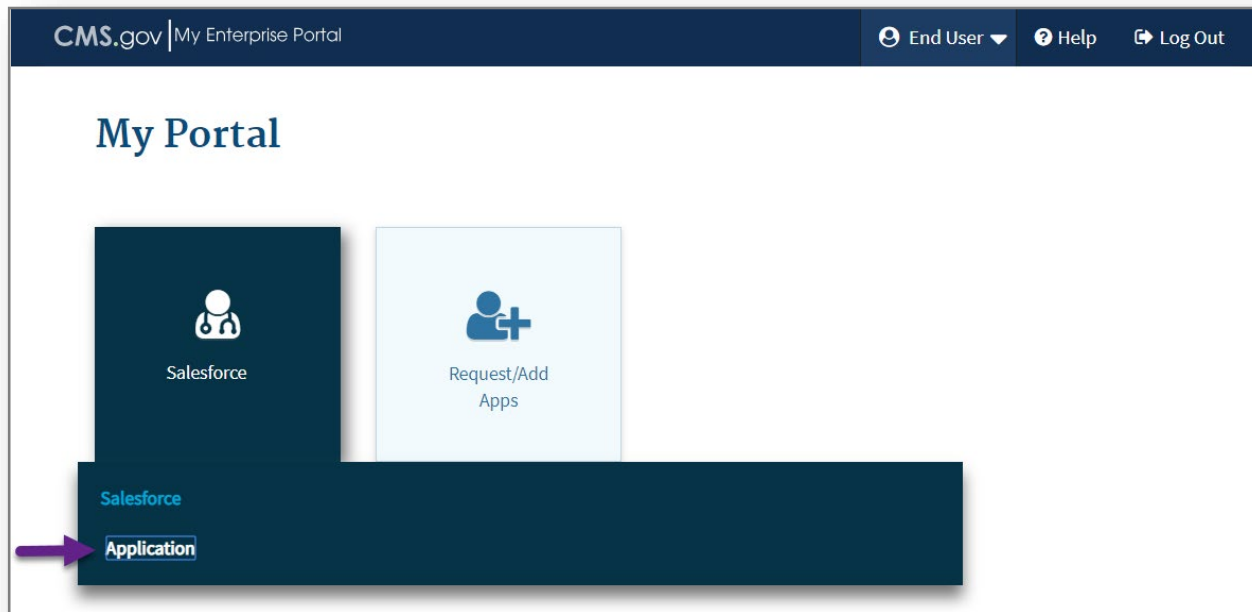 CMS.gov My Enterprise Portal
End User Help Log Out
My Portal
Salesforce
Request/Add
Apps
Salesforce
Application